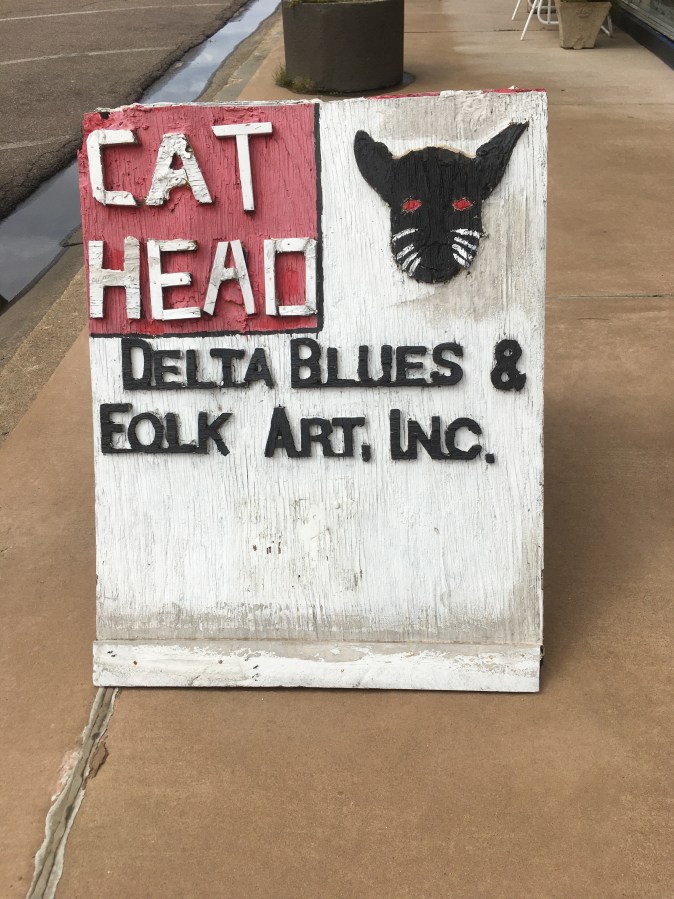 CAT
HEAD
DELTA BLUES &
FOLK ART, INC.